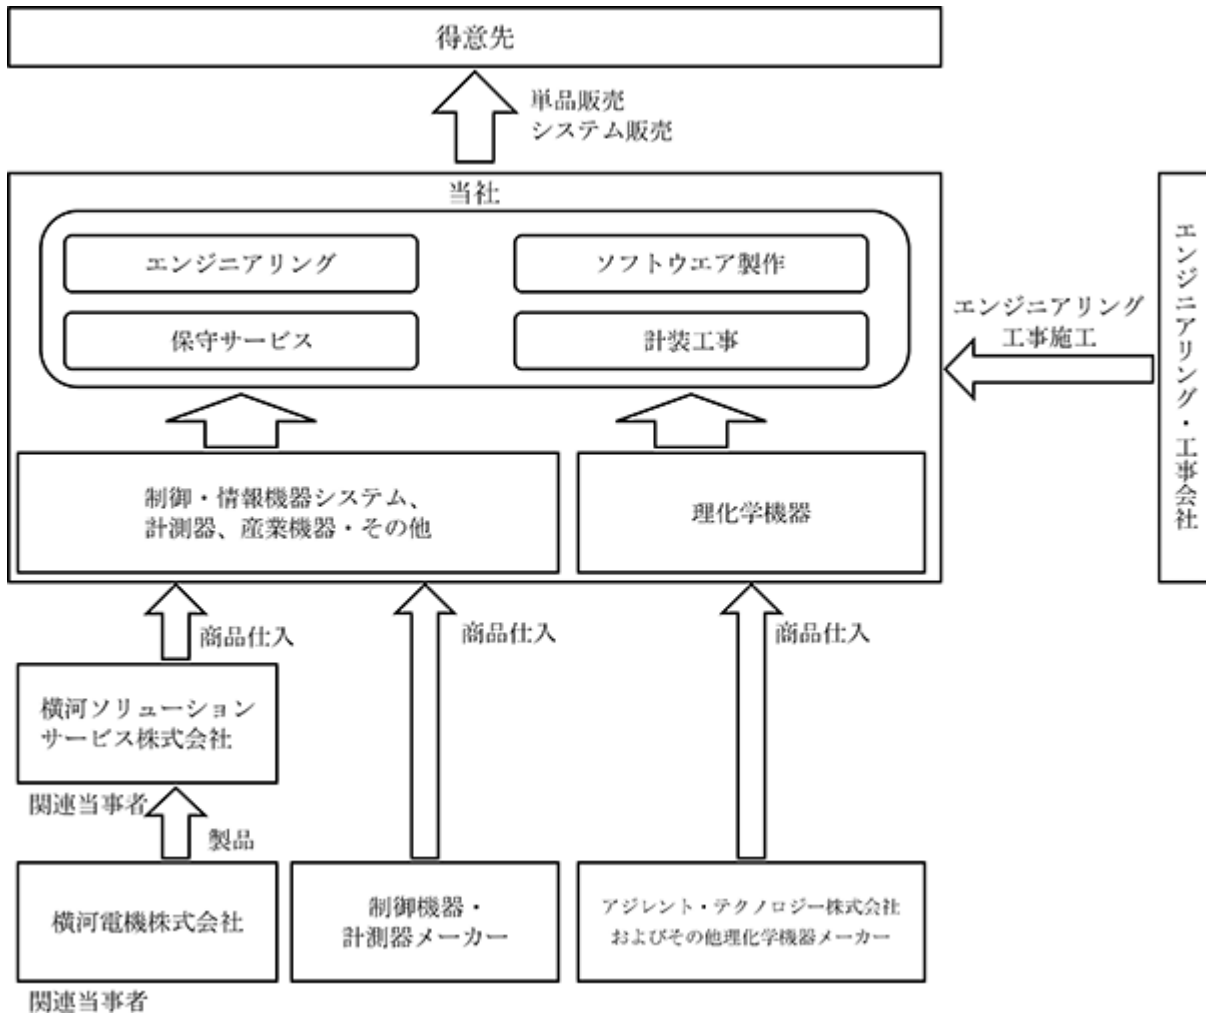 得意先
単品販売
システム販売
当社
エンジニアリング
ソフトウエア製作
保守サービス
計装工事
エンジニアリング
工事施工
エンジニアリング・工事会社
制御・情報機器システム、
計測器、産業機器・その他
理化学機器
商品仕入
商品仕入
商品仕入
横河ソリューション
サービス株式会社
関連当事者
製品
横河電機株式会社
制御機器・
計測器メーカー
アジレント・テクノロジー株式会社
およびその他理化学機器メーカー
関連当事者